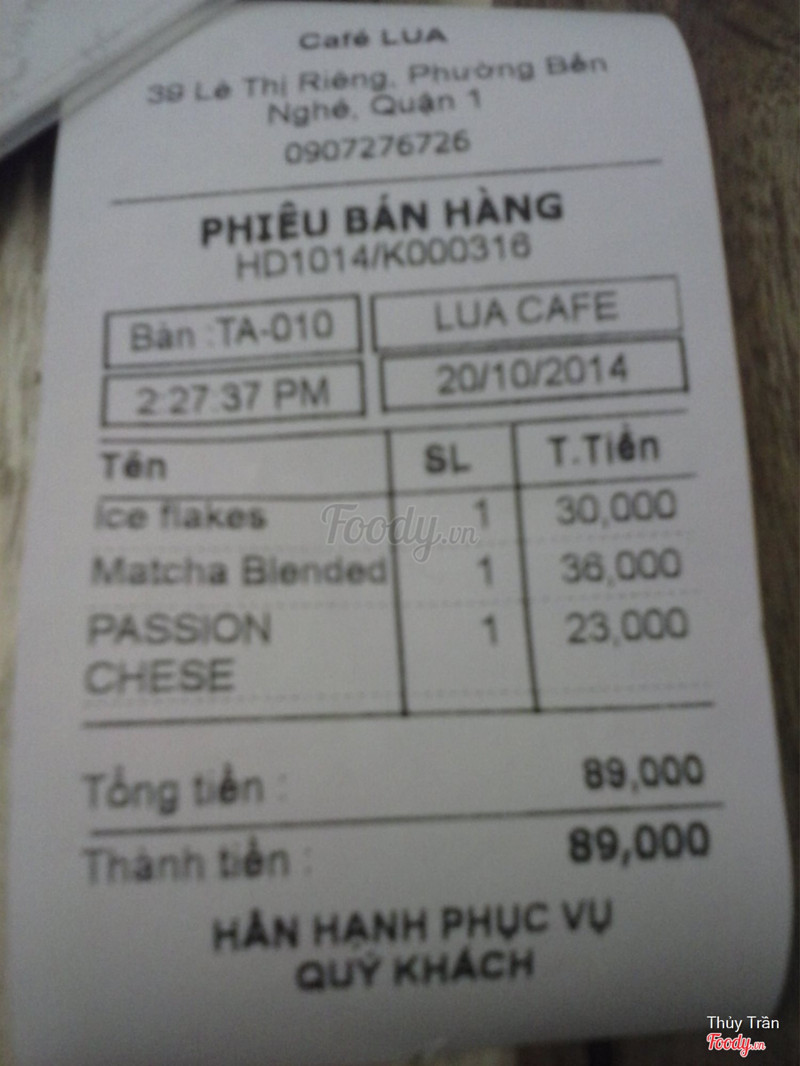 Café LUA
39 Lê Thị Riêng, Phường Bến
Nghé, Quận 1
0907276726
PHIẾU BÁN HÀNG
HD1014/K000316
Bàn :TA-010 LUA CAFE
2:27:37 PM 20/10/2014
Tên SL T.Tiền
Ice flakes 1 30,000
Matcha Blended 1 36,000
PASSION 1 23,000
CHESE
Tổng tiền : 89,000
Thành tiền : 89,000
HÂN HẠNH PHỤC VỤ
QUÝ KHÁCH
Foody.vn
Thủy Trần
Foody.vn